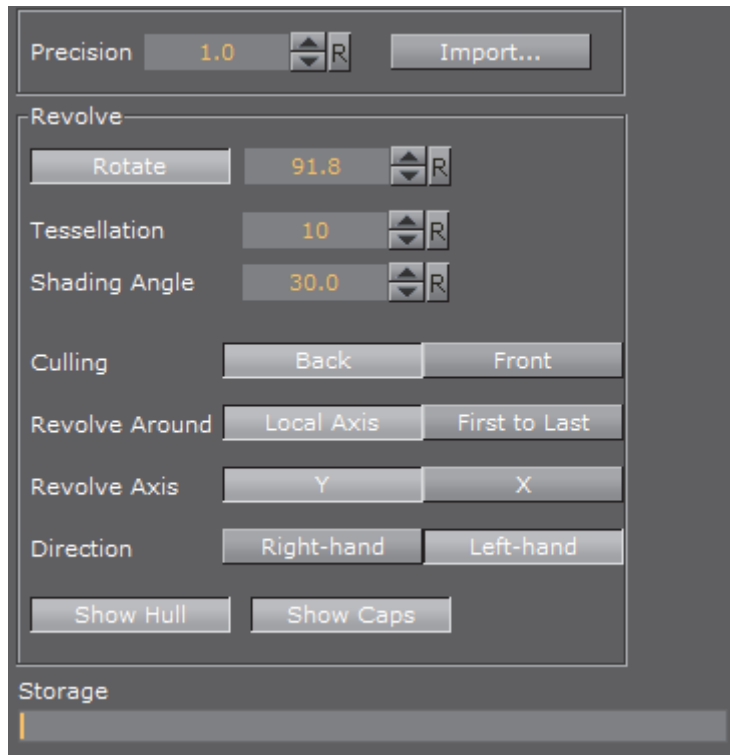 Precision 1.0 R Import...
Revolve
Rotate 91.8 R
Tessellation 10 R
Shading Angle 30.0 R
Culling Back Front
Revolve Around Local Axis First to Last
Revolve Axis Y X
Direction Right-hand Left-hand
Show Hull Show Caps
Storage